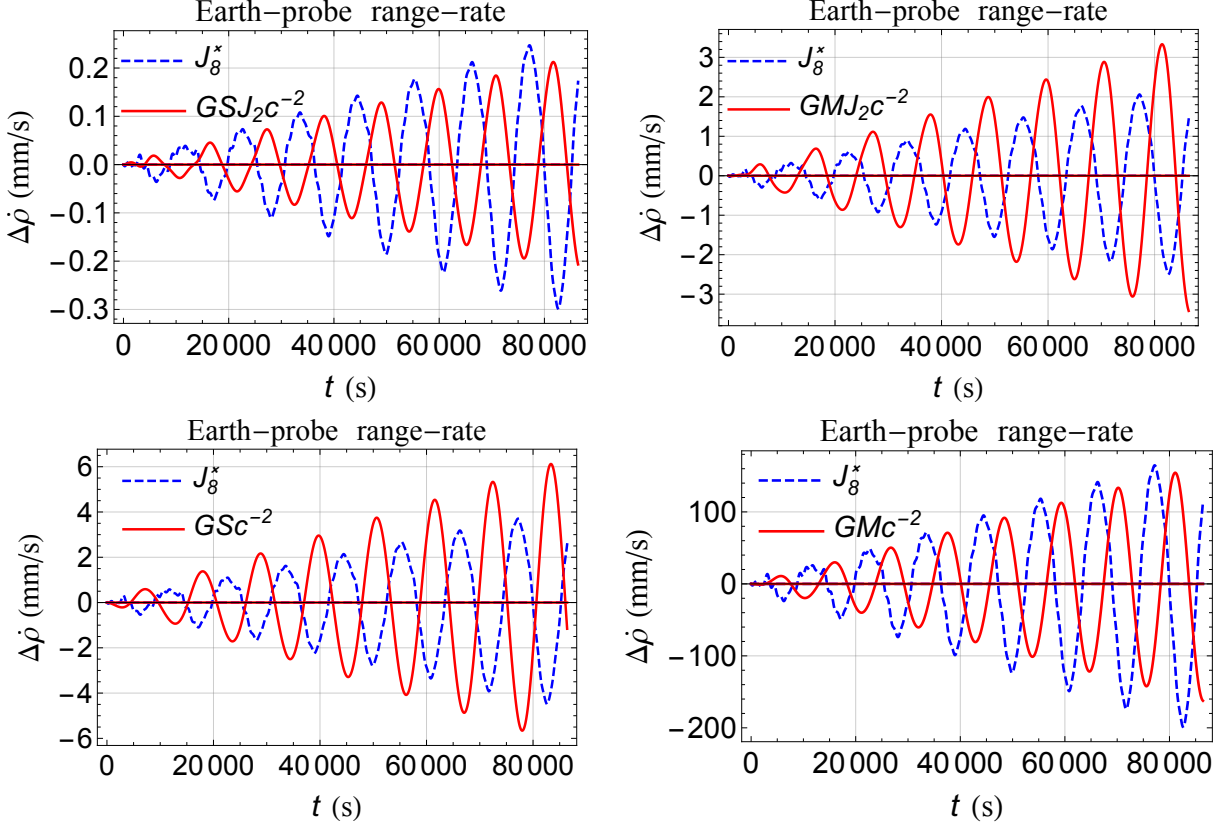 Earth–probe range–rate
Δρ̇ (mm/s)
J₈*
GSJ₂c⁻²
0.2
0.1
0.0
−0.1
−0.2
−0.3
0 20 000 40 000 60 000 80 000
t (s)
Earth–probe range–rate
Δρ̇ (mm/s)
J₈*
GMJ₂c⁻²
3
2
1
0
−1
−2
−3
0 20 000 40 000 60 000 80 000
t (s)
Earth–probe range–rate
Δρ̇ (mm/s)
J₈*
GSc⁻²
6
4
2
0
−2
−4
−6
0 20 000 40 000 60 000 80 000
t (s)
Earth–probe range–rate
Δρ̇ (mm/s)
J₈*
GMc⁻²
100
0
−100
−200
0 20 000 40 000 60 000 80 000
t (s)